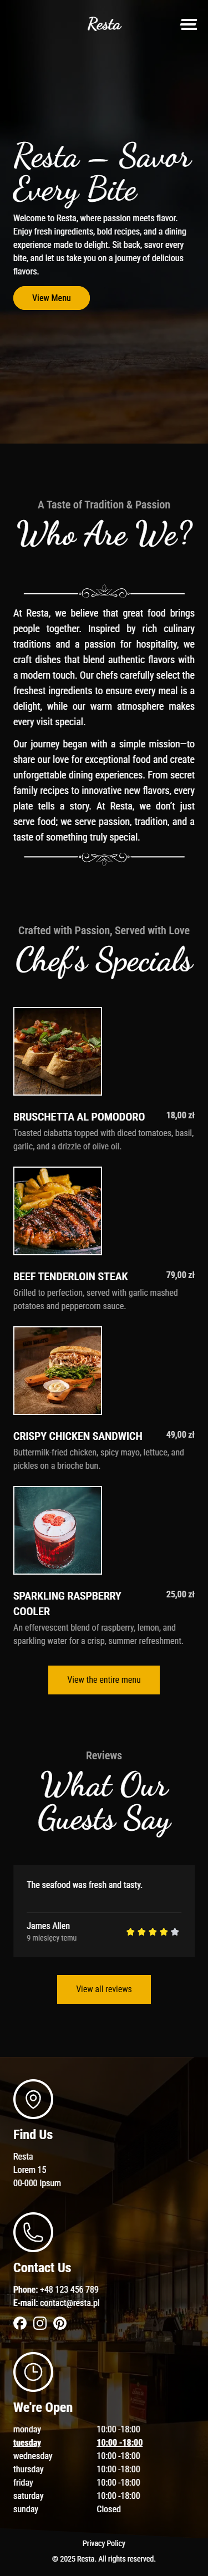 Resta
Resta – Savor
Every Bite
Welcome to Resta, where passion meets flavor.
Enjoy fresh ingredients, bold recipes, and a dining
experience made to delight. Sit back, savor every
bite, and let us take you on a journey of delicious
flavors.
View Menu
A Taste of Tradition & Passion
Who Are We?
At Resta, we believe that great food brings
people together. Inspired by rich culinary
traditions and a passion for hospitality, we
craft dishes that blend authentic flavors with
a modern touch. Our chefs carefully select the
freshest ingredients to ensure every meal is a
delight, while our warm atmosphere makes
every visit special.
Our journey began with a simple mission—to
share our love for exceptional food and create
unforgettable dining experiences. From secret
family recipes to innovative new flavors, every
plate tells a story. At Resta, we don't just
serve food; we serve passion, tradition, and a
taste of something truly special.
Crafted with Passion, Served with Love
Chef's Specials
BRUSCHETTA AL POMODORO 18,00 zł
Toasted ciabatta topped with diced tomatoes, basil,
garlic, and a drizzle of olive oil.
BEEF TENDERLOIN STEAK 79,00 zł
Grilled to perfection, served with garlic mashed
potatoes and peppercorn sauce.
CRISPY CHICKEN SANDWICH 49,00 zł
Buttermilk-fried chicken, spicy mayo, lettuce, and
pickles on a brioche bun.
SPARKLING RASPBERRY 25,00 zł
COOLER
An effervescent blend of raspberry, lemon, and
sparkling water for a crisp, summer refreshment.
View the entire menu
Reviews
What Our
Guests Say
The seafood was fresh and tasty.
James Allen
9 miesięcy temu
View all reviews
Find Us
Resta
Lorem 15
00-000 Ipsum
Contact Us
Phone: +48 123 456 789
E-mail: contact@resta.pl
We're Open
monday 10:00 -18:00
tuesday 10:00 -18:00
wednesday 10:00 -18:00
thursday 10:00 -18:00
friday 10:00 -18:00
saturday 10:00 -18:00
sunday Closed
Privacy Policy
© 2025 Resta. All rights reserved.